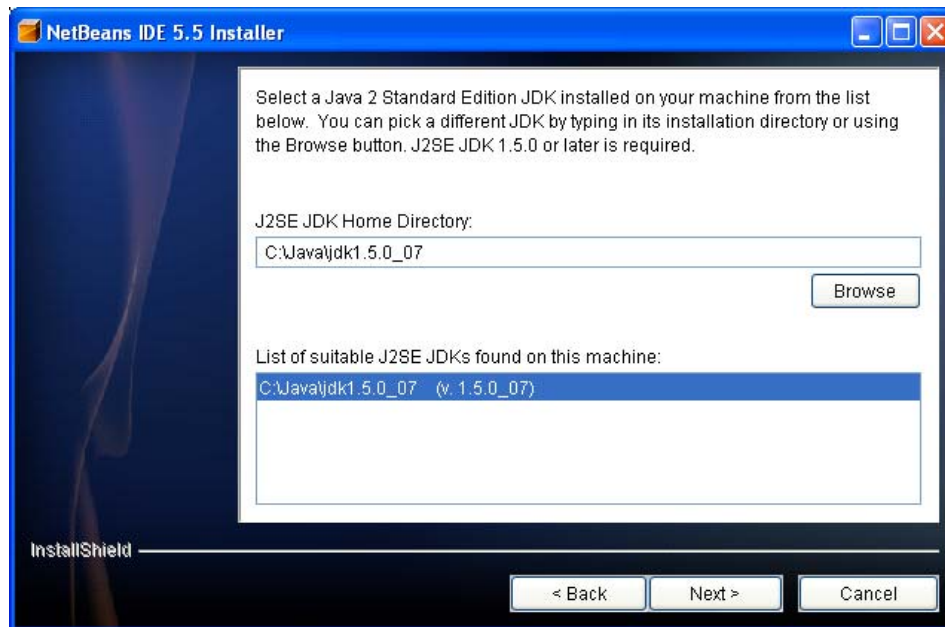 NetBeans IDE 5.5 Installer
Select a Java 2 Standard Edition JDK installed on your machine from the list
below. You can pick a different JDK by typing in its installation directory or using
the Browse button. J2SE JDK 1.5.0 or later is required.
J2SE JDK Home Directory:
C:\Java\jdk1.5.0_07
Browse
List of suitable J2SE JDKs found on this machine:
C:\Java\jdk1.5.0_07 (v. 1.5.0_07)
InstallShield
< Back Next > Cancel